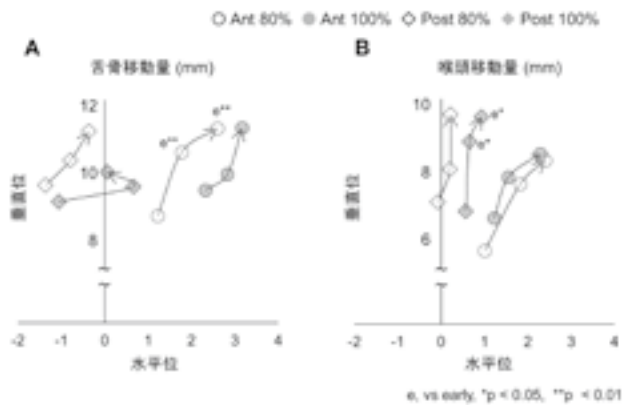 Ant 80% Ant 100% Post 80% Post 100%
A
舌骨移動量 (mm)
12
10
8
垂直位
e**
e**
~
~
-2 -1 0 1 2 3 4
水平位
B
喉頭移動量 (mm)
10
8
6
垂直位
e*
e*
~
~
-2 -1 0 1 2 3 4
水平位
e, vs early, *p < 0.05, **p < 0.01